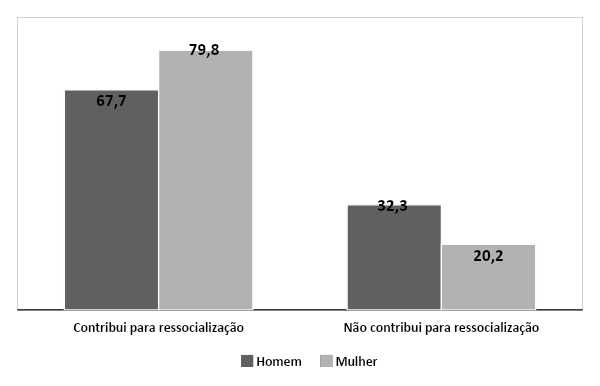 79,8
67,7
32,3
20,2
Contribui para ressocialização Não contribui para ressocialização
Homem Mulher